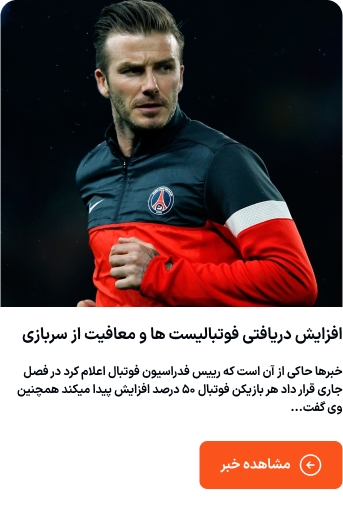 افزایش دریافتی فوتبالیست ها و معافیت از سربازی
خبرها حاکی از آن است که رییس فدراسیون فوتبال اعلام کرد در فصل
جاری قرار داد هر بازیکن فوتبال ۵۰ درصد افزایش پیدا میکند همچنین
وی گفت...
مشاهده خبر